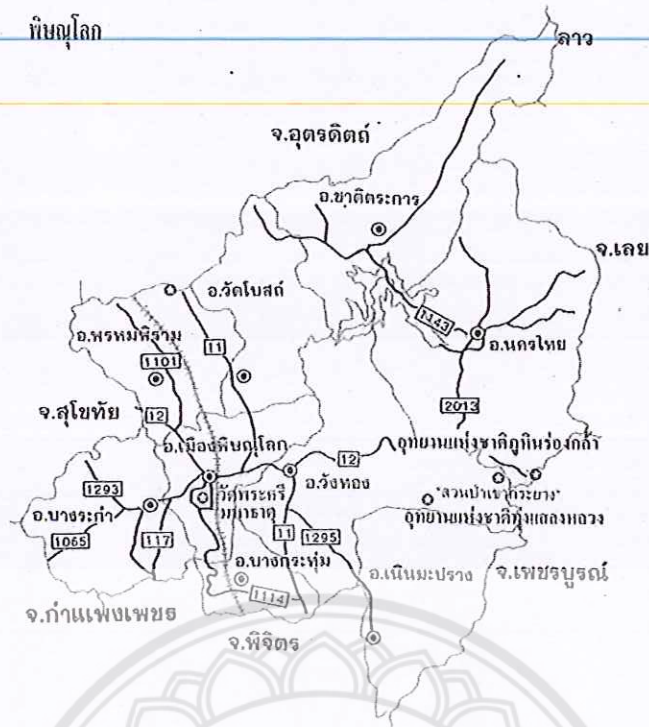 พิษณุโลก
ลาว
จ.อุตรดิตถ์
อ.ชาติตระการ
จ.เลย
อ.วัดโบสถ์
1143
อ.นครไทย
อ.พรหมพิราม
1101
11
2013
จ.สุโขทัย
12
อ.เมืองพิษณุโลก
12
อุทยานแห่งชาติภูหินร่องกล้า
1293
อ.วังทอง
"สวนป่าเขากระยาง"
วัดพระศรี
มหาธาตุ
อุทยานแห่งชาติทุ่งแสลงหลวง
อ.บางระกำ
1065
117
11
1295
อ.บางกระทุ่ม
อ.เนินมะปราง
จ.เพชรบูรณ์
1114
จ.กำแพงเพชร
จ.พิจิตร